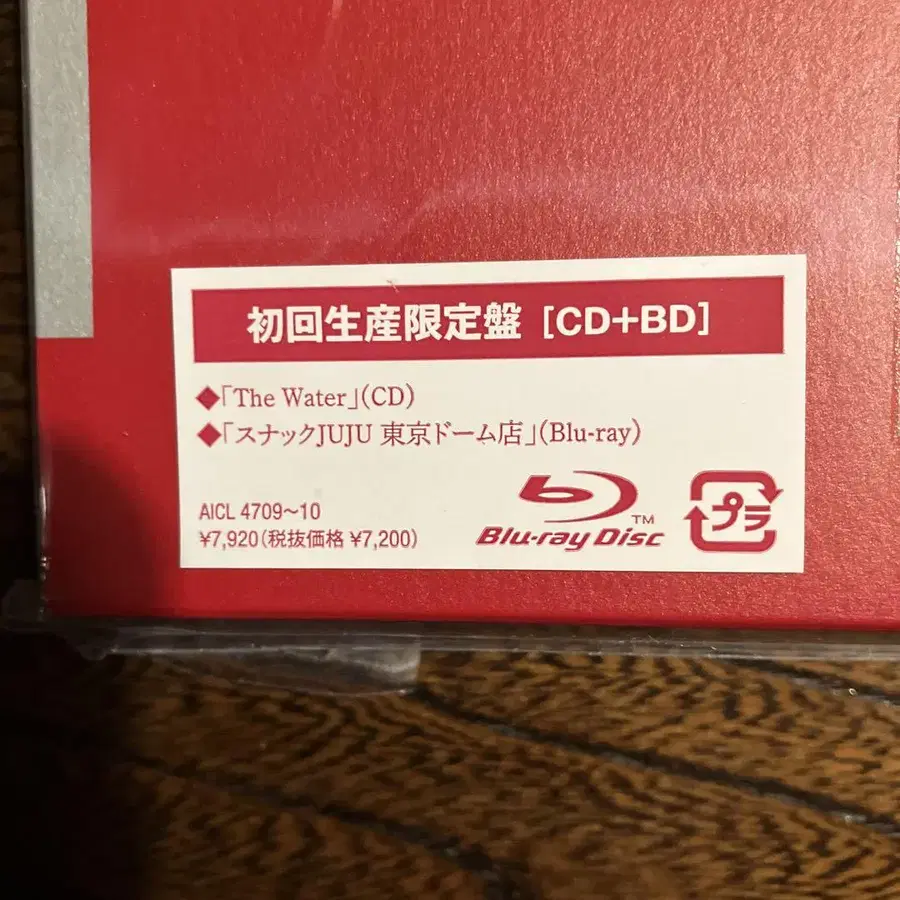 初回生産限定盤 [CD+BD]
◆「The Water」(CD)
◆「スナックJUJU 東京ドーム店」(Blu-ray)
AICL 4709～10
¥7,920(税抜価格 ¥7,200)
Blu-ray Disc™
プラ